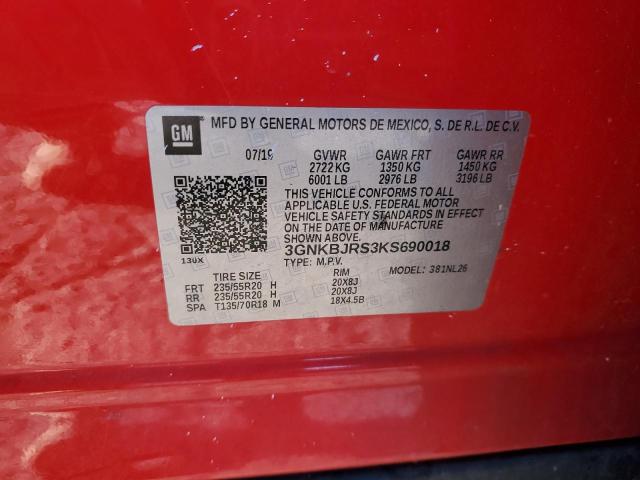 GM MFD BY GENERAL MOTORS DE MEXICO, S. DE R.L. DE C.V.
07/19 GVWR GAWR FRT GAWR RR
2722 KG 1350 KG 1450 KG
6001 LB 2976 LB 3196 LB
THIS VEHICLE CONFORMS TO ALL
APPLICABLE U.S. FEDERAL MOTOR
VEHICLE SAFETY STANDARDS IN EFFECT
ON THE DATE OF MANUFACTURE
SHOWN ABOVE.
130X 3GNKBJRS3KS690018
TYPE: M.P.V. MODEL: 381NL26
TIRE SIZE RIM
FRT 235/55R20 H 20X8J
RR 235/55R20 H 20X8J
SPA T135/70R18 M 18X4.5B